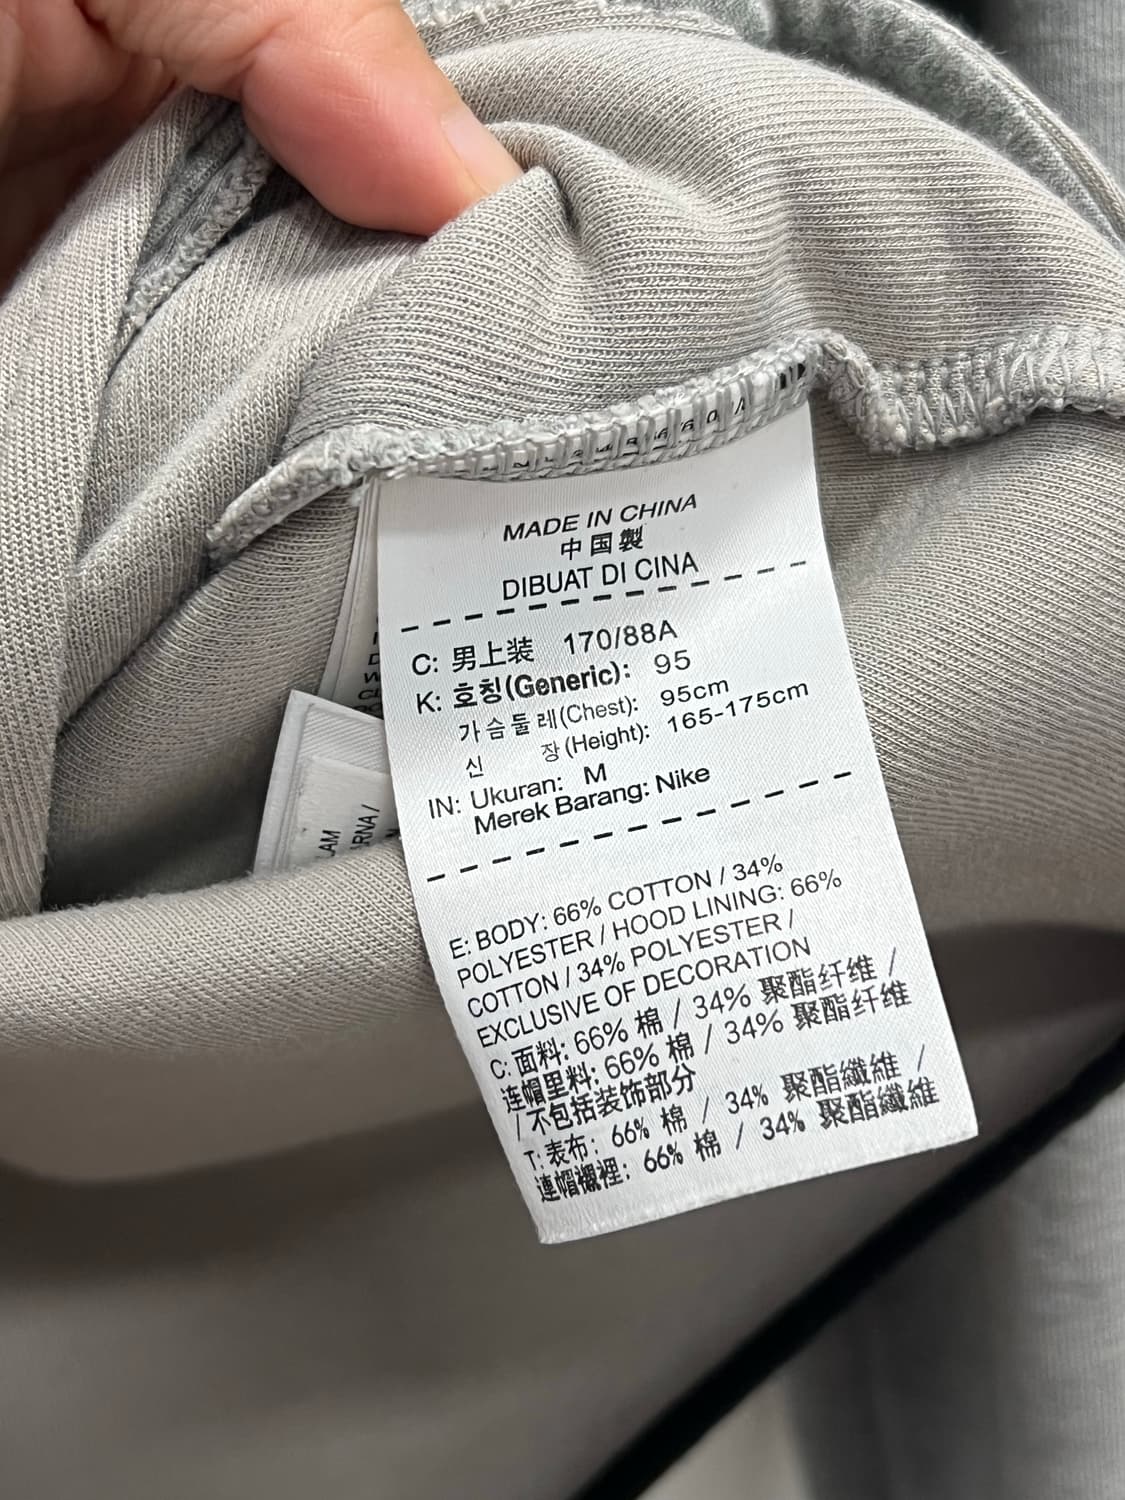 MADE IN CHINA
中国製
DIBUAT DI CINA
C: 男上装 170/88A
K: 호칭(Generic): 95
가슴둘레(Chest): 95cm
신 장(Height): 165-175cm
IN: Ukuran: M
Merek Barang: Nike
E: BODY: 66% COTTON / 34%
POLYESTER / HOOD LINING: 66%
COTTON / 34% POLYESTER /
EXCLUSIVE OF DECORATION
C: 面料: 66% 棉 / 34% 聚酯纤维 /
连帽里料: 66% 棉 / 34% 聚酯纤维
/ 不包括装饰部分
T: 表布: 66% 棉 / 34% 聚酯纖維 /
連帽襯裡: 66% 棉 / 34% 聚酯纖維